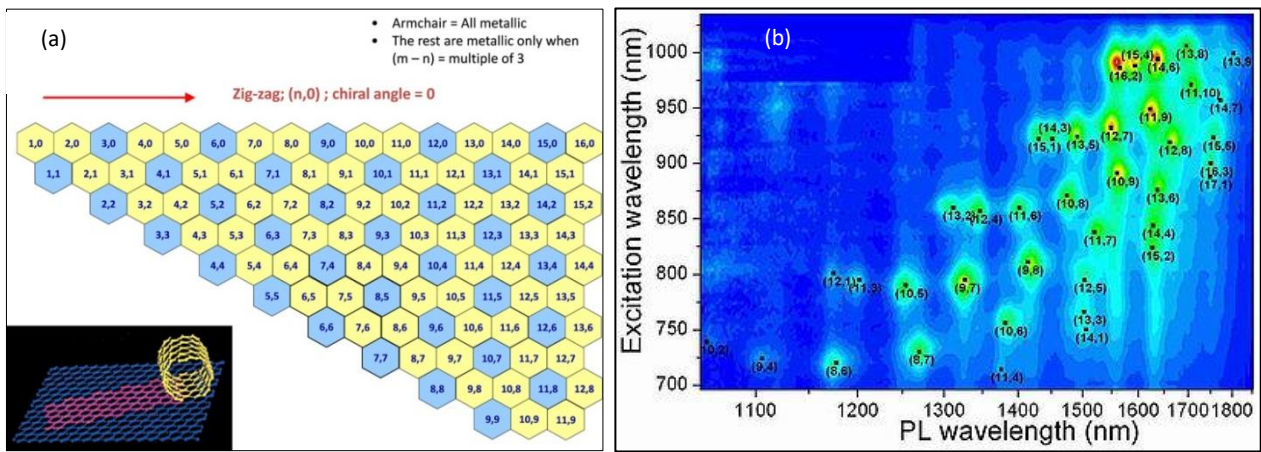 (a)
• Armchair = All metallic
• The rest are metallic only when
(m – n) = multiple of 3
Zig-zag; (n,0) ; chiral angle = 0
1,0 2,0 3,0 4,0 5,0 6,0 7,0 8,0 9,0 10,0 11,0 12,0 13,0 14,0 15,0 16,0
1,1 2,1 3,1 4,1 5,1 6,1 7,1 8,1 9,1 10,1 11,1 12,1 13,1 14,1 15,1
2,2 3,2 4,2 5,2 6,2 7,2 8,2 9,2 10,2 11,2 12,2 13,2 14,2 15,2
3,3 4,3 5,3 6,3 7,3 8,3 9,3 10,3 11,3 12,3 13,3 14,3
4,4 5,4 6,4 7,4 8,4 9,4 10,4 11,4 12,4 13,4 14,4
5,5 6,5 7,5 8,5 9,5 10,5 11,5 12,5 13,5
6,6 7,6 8,6 9,6 10,6 11,6 12,6 13,6
7,7 8,7 9,7 10,7 11,7 12,7
8,8 9,8 10,8 11,8 12,8
9,9 10,9 11,9
(b)
Excitation wavelength (nm)
1000
950
900
850
800
750
700
(15,4) (13,8)
(16,2) (14,6) (13,9)
(11,10)
(14,7)
(11,9)
(14,3)
(15,1) (13,5) (12,7) (12,8) (15,5)
(16,3)
(10,9) (17,1)
(13,6)
(13,2) (12,4) (11,6) (10,8)
(11,7) (14,4)
(15,2)
(9,8)
(12,1) (11,3) (10,5) (9,7) (12,5)
(10,6) (13,3)
(14,1)
10,2) (9,4) (8,6) (8,7) (11,4)
1100 1200 1300 1400 1500 1600 1700 1800
PL wavelength (nm)